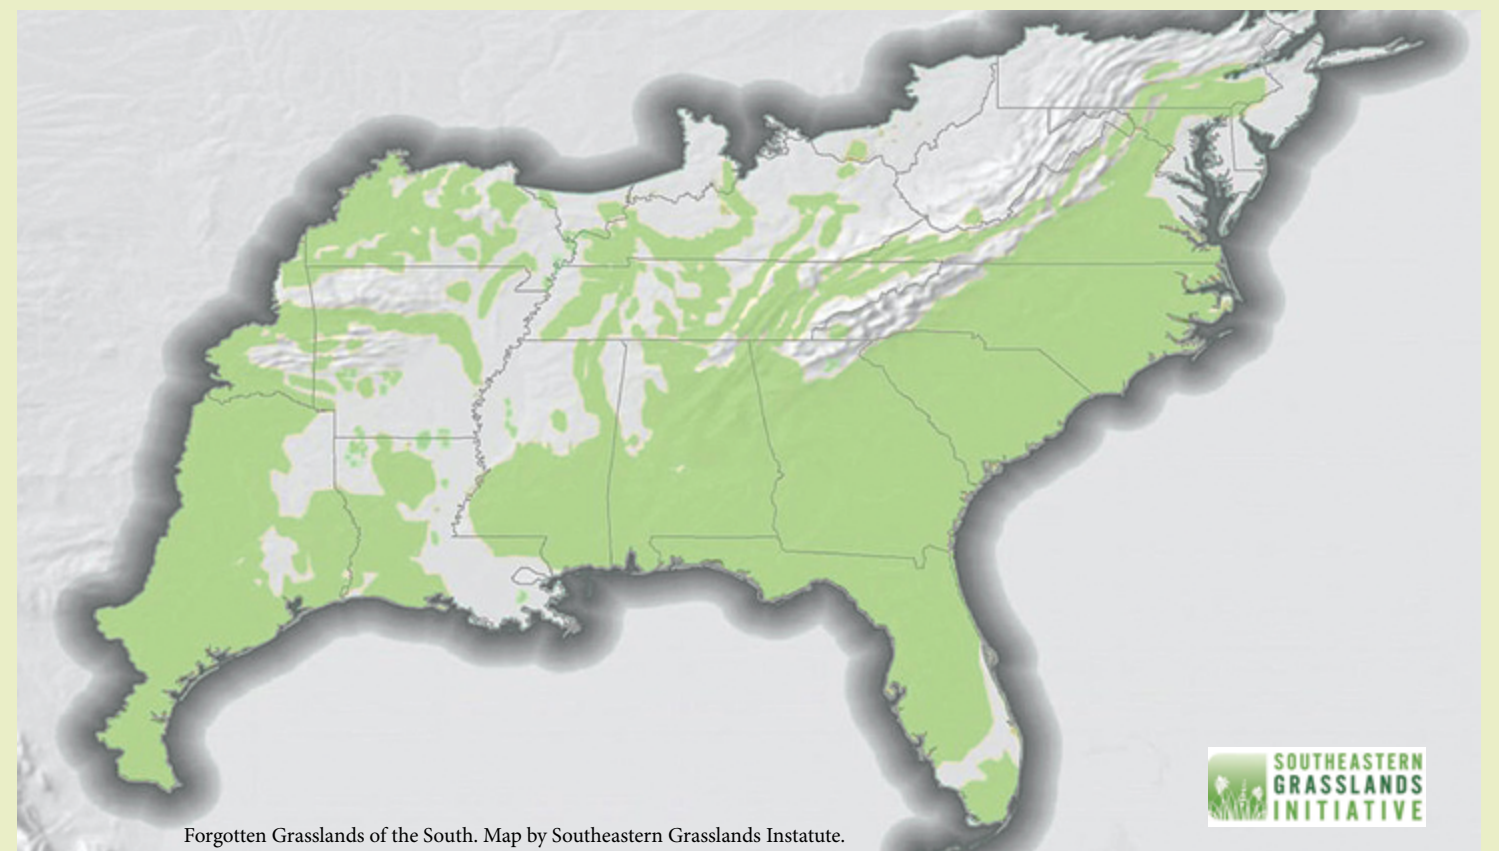 SOUTHEASTERN
GRASSLANDS
INITIATIVE
Forgotten Grasslands of the South. Map by Southeastern Grasslands Instatute.